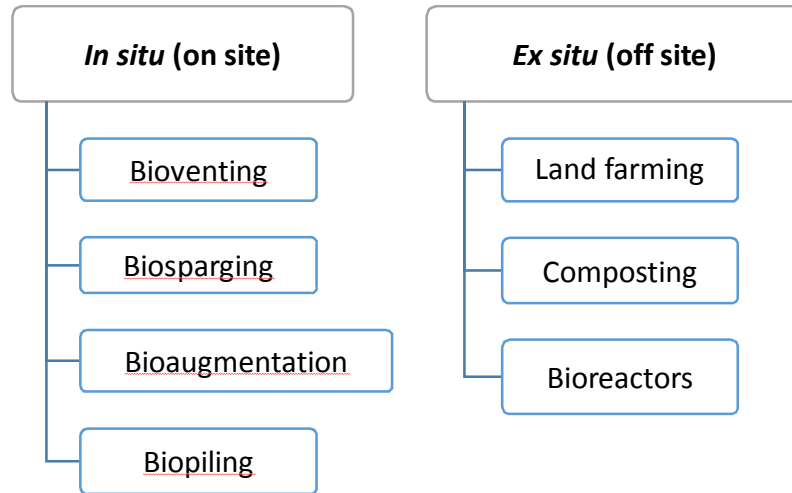 In situ (on site)
Bioventing
Biosparging
Bioaugmentation
Biopiling
Ex situ (off site)
Land farming
Composting
Bioreactors